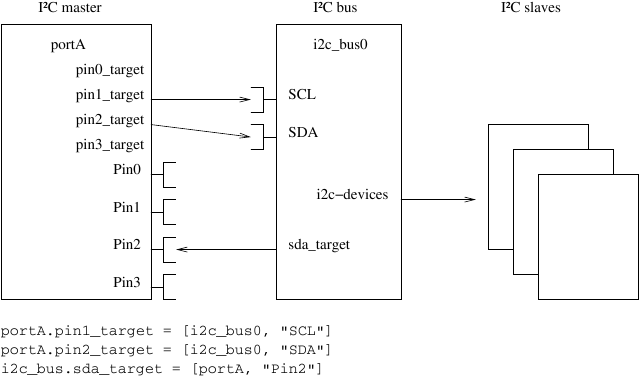 I²C master
I²C bus
I²C slaves
portA
i2c_bus0
pin0_target
pin1_target
SCL
pin2_target
SDA
pin3_target
Pin0
i2c−devices
Pin1
Pin2
sda_target
Pin3
portA.pin1_target = [i2c_bus0, "SCL"]
portA.pin2_target = [i2c_bus0, "SDA"]
i2c_bus.sda_target = [portA, "Pin2"]